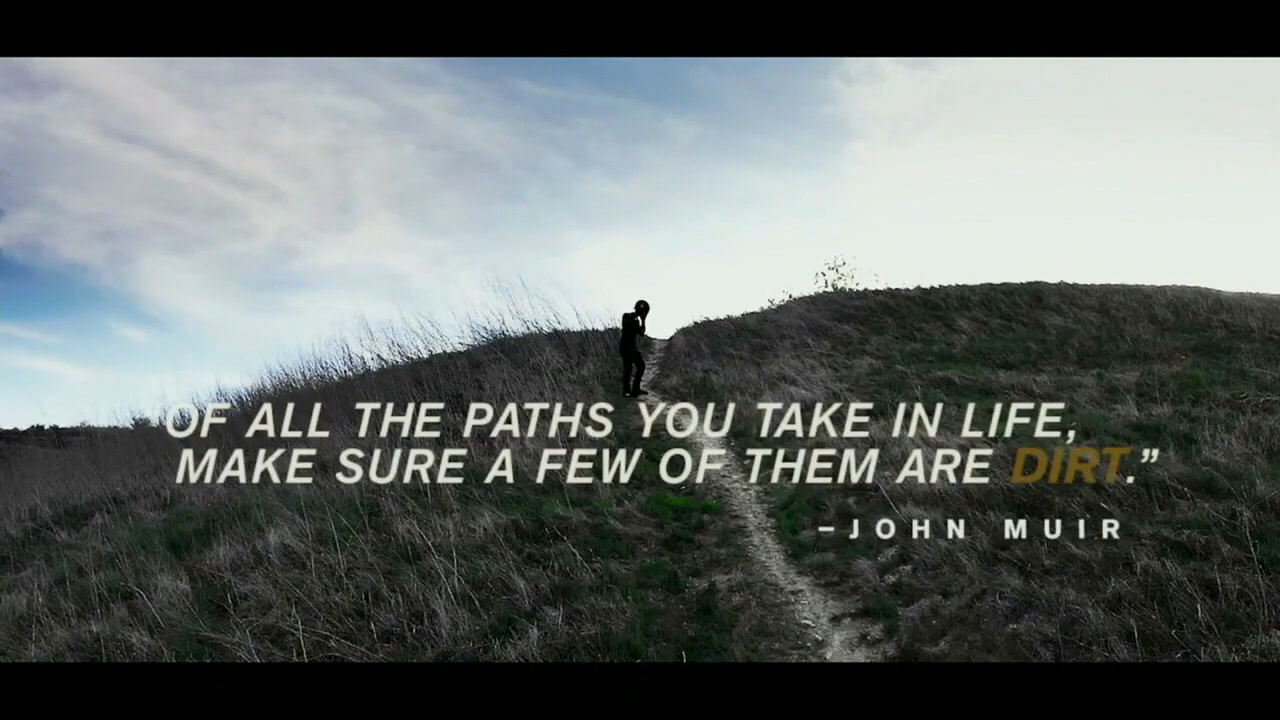 OF ALL THE PATHS YOU TAKE IN LIFE,
MAKE SURE A FEW OF THEM ARE DIRT.”
–JOHN MUIR